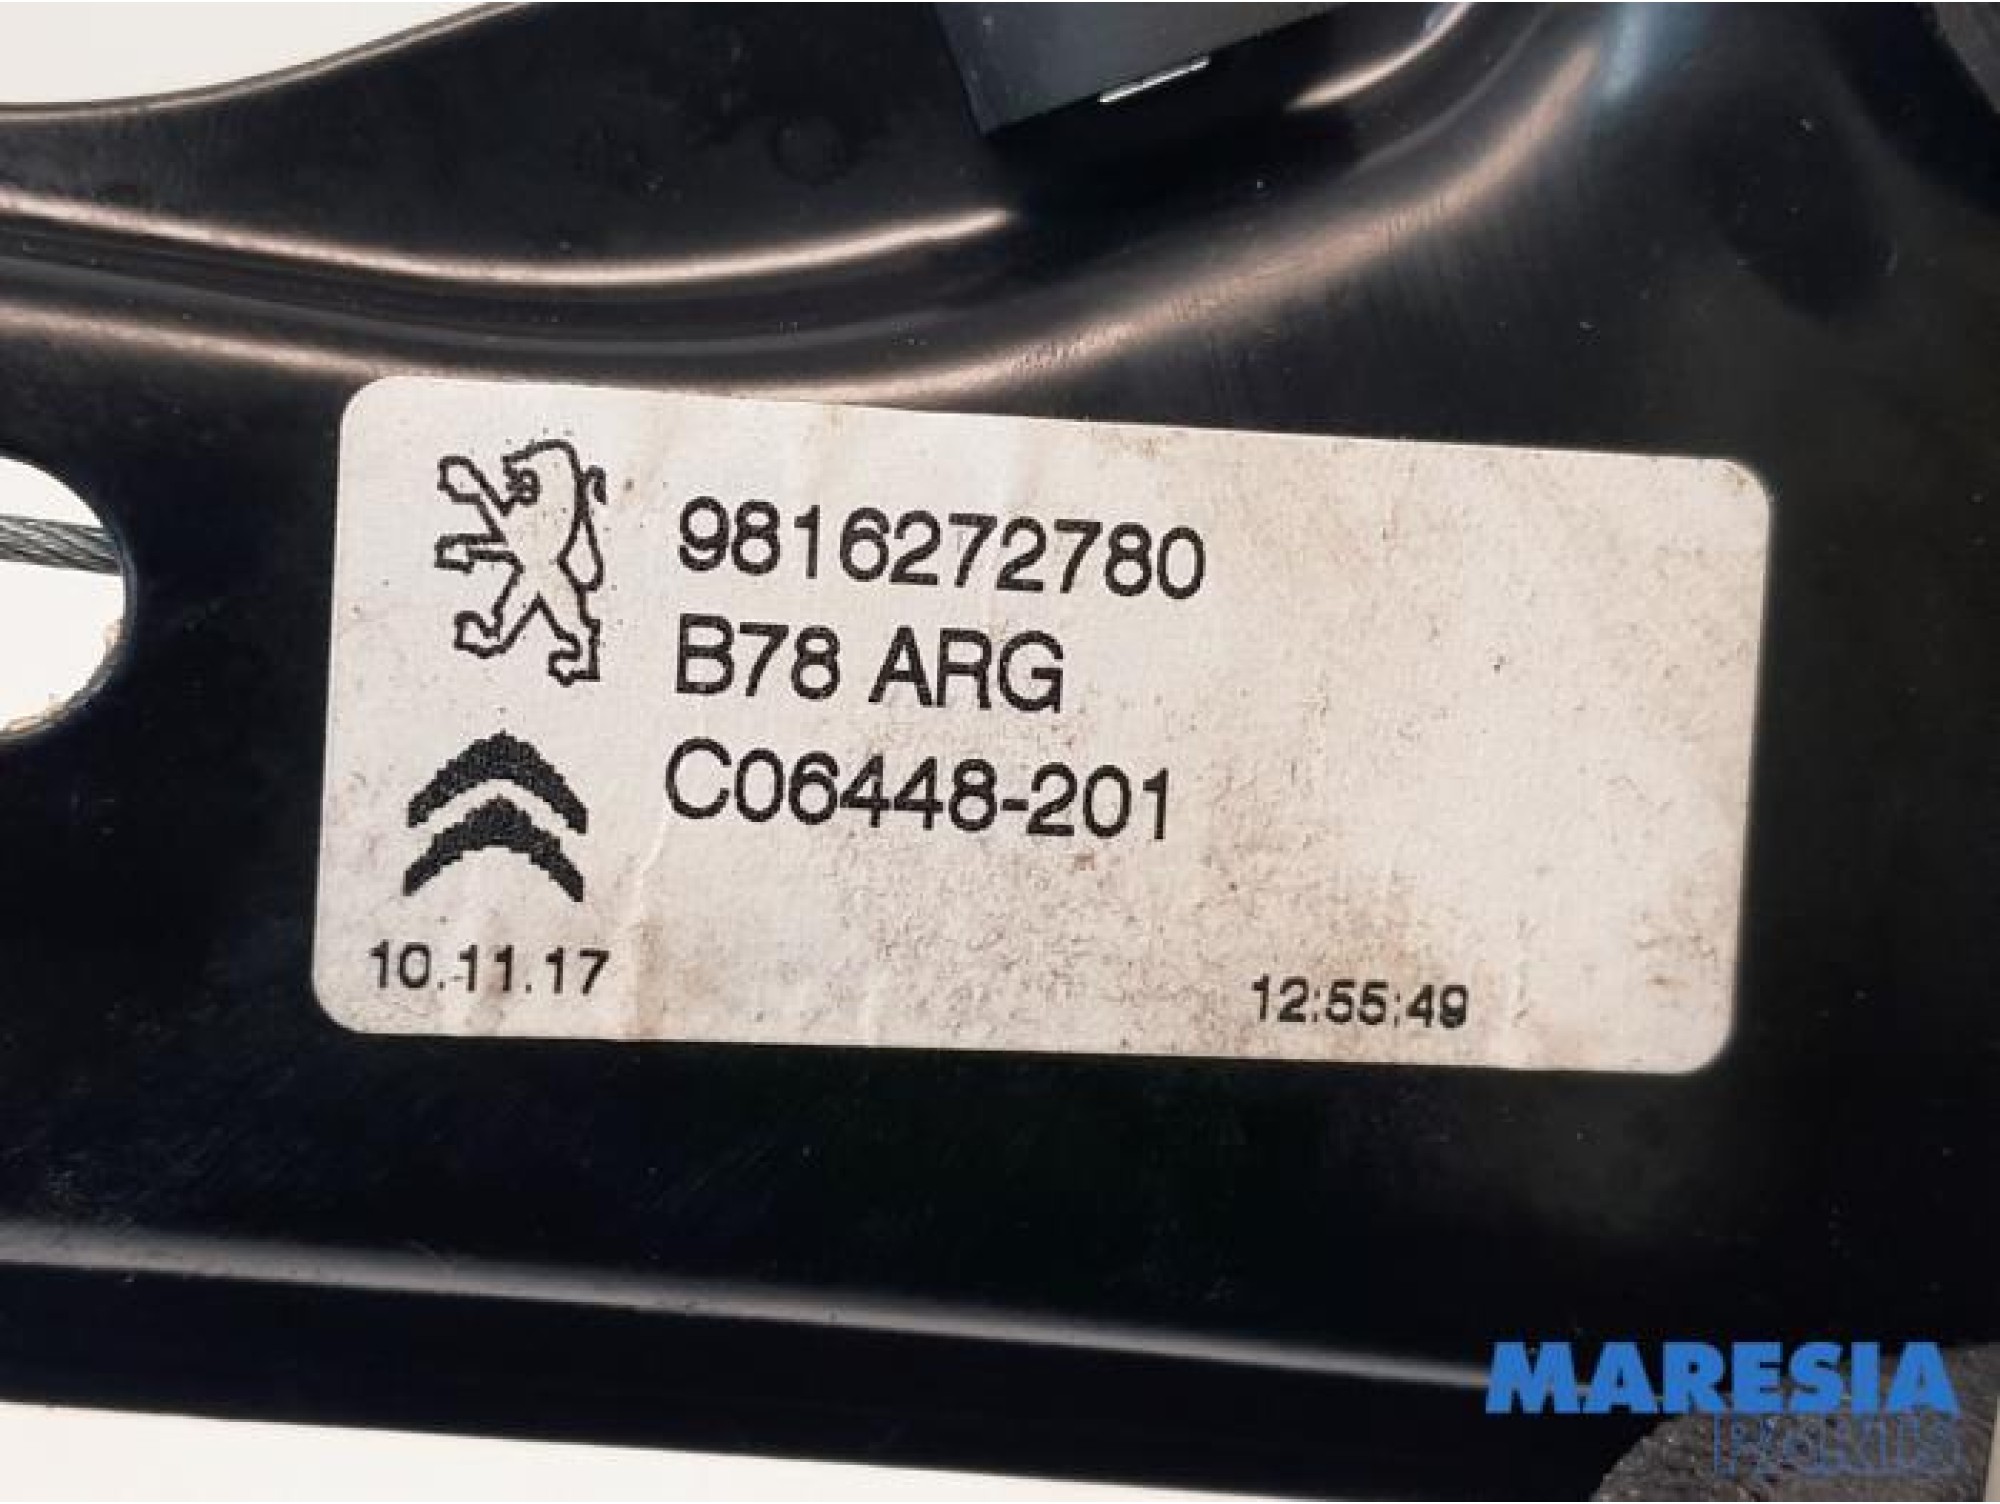 9816272780
B78 ARG
C06448-201
10.11.17
12:55:49
MARESIA
PARTS